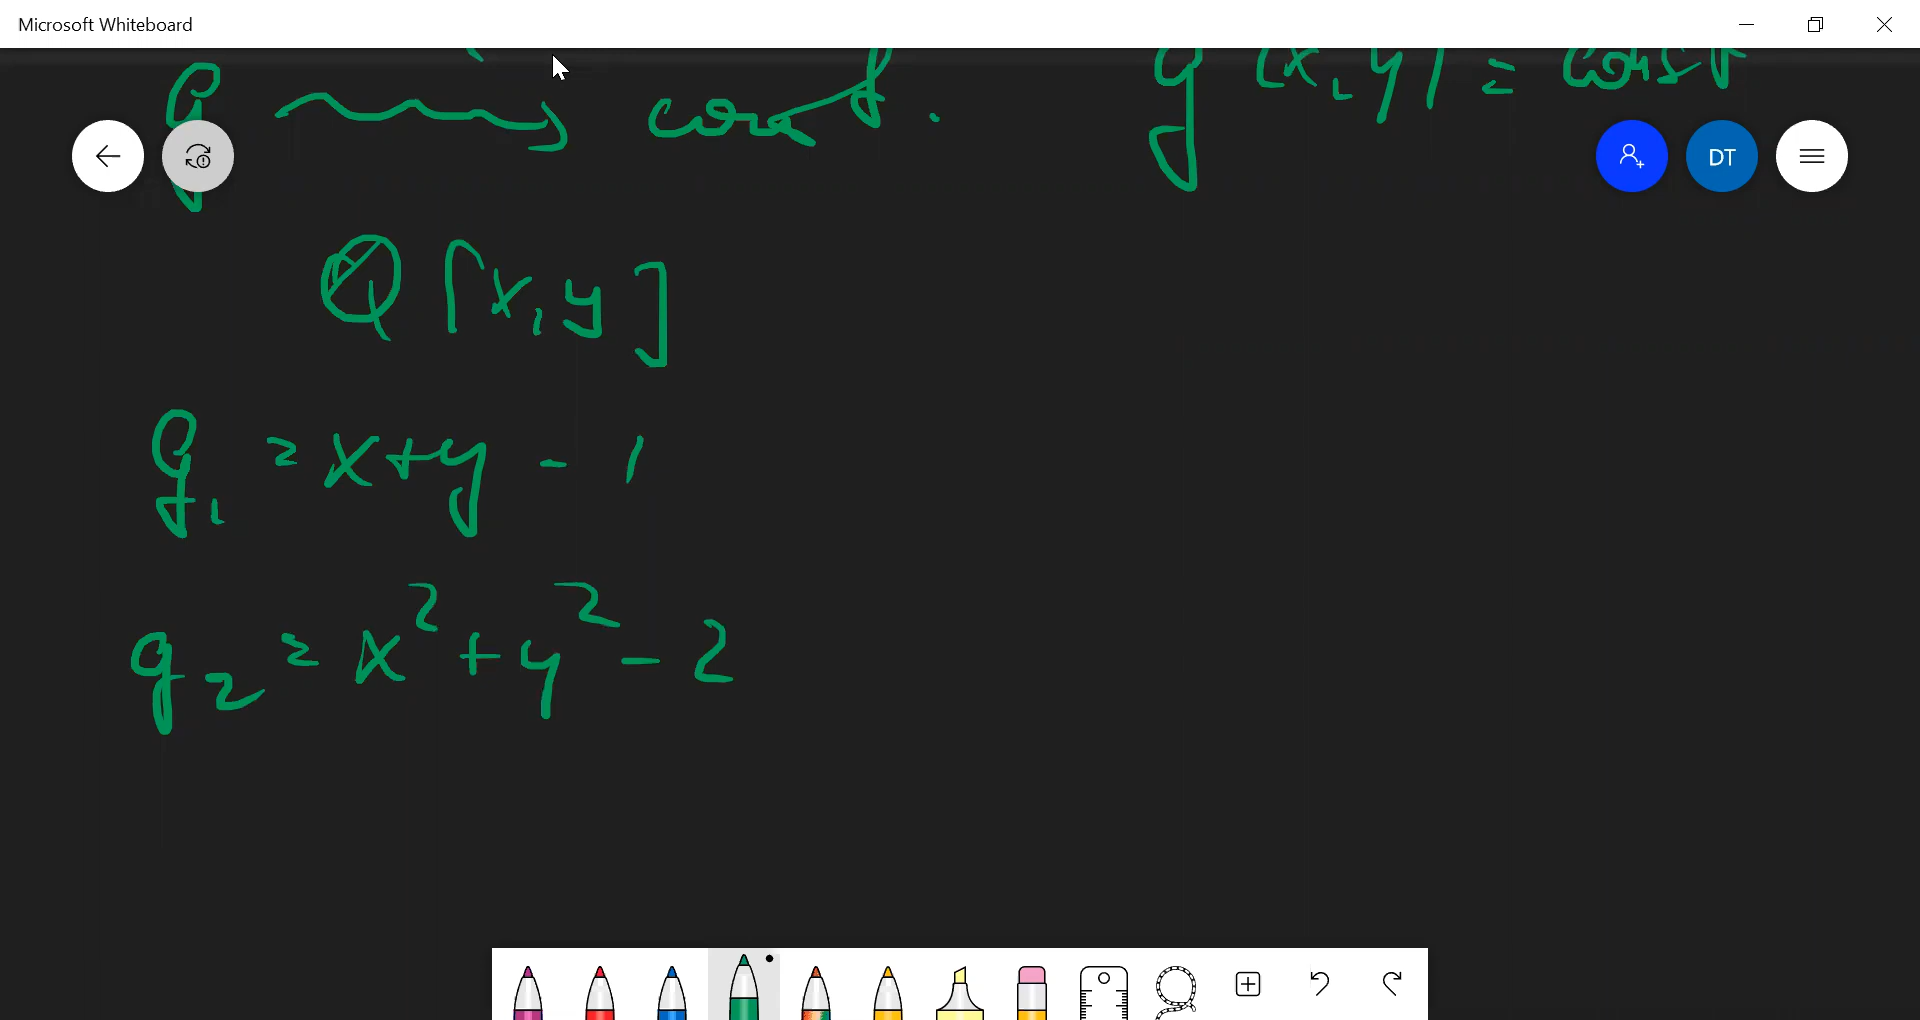 Microsoft Whiteboard
g const. g (x, y) = const
DT
Q [x, y]
g₁ = x + y - 1
g₂ = x² + y² - 2